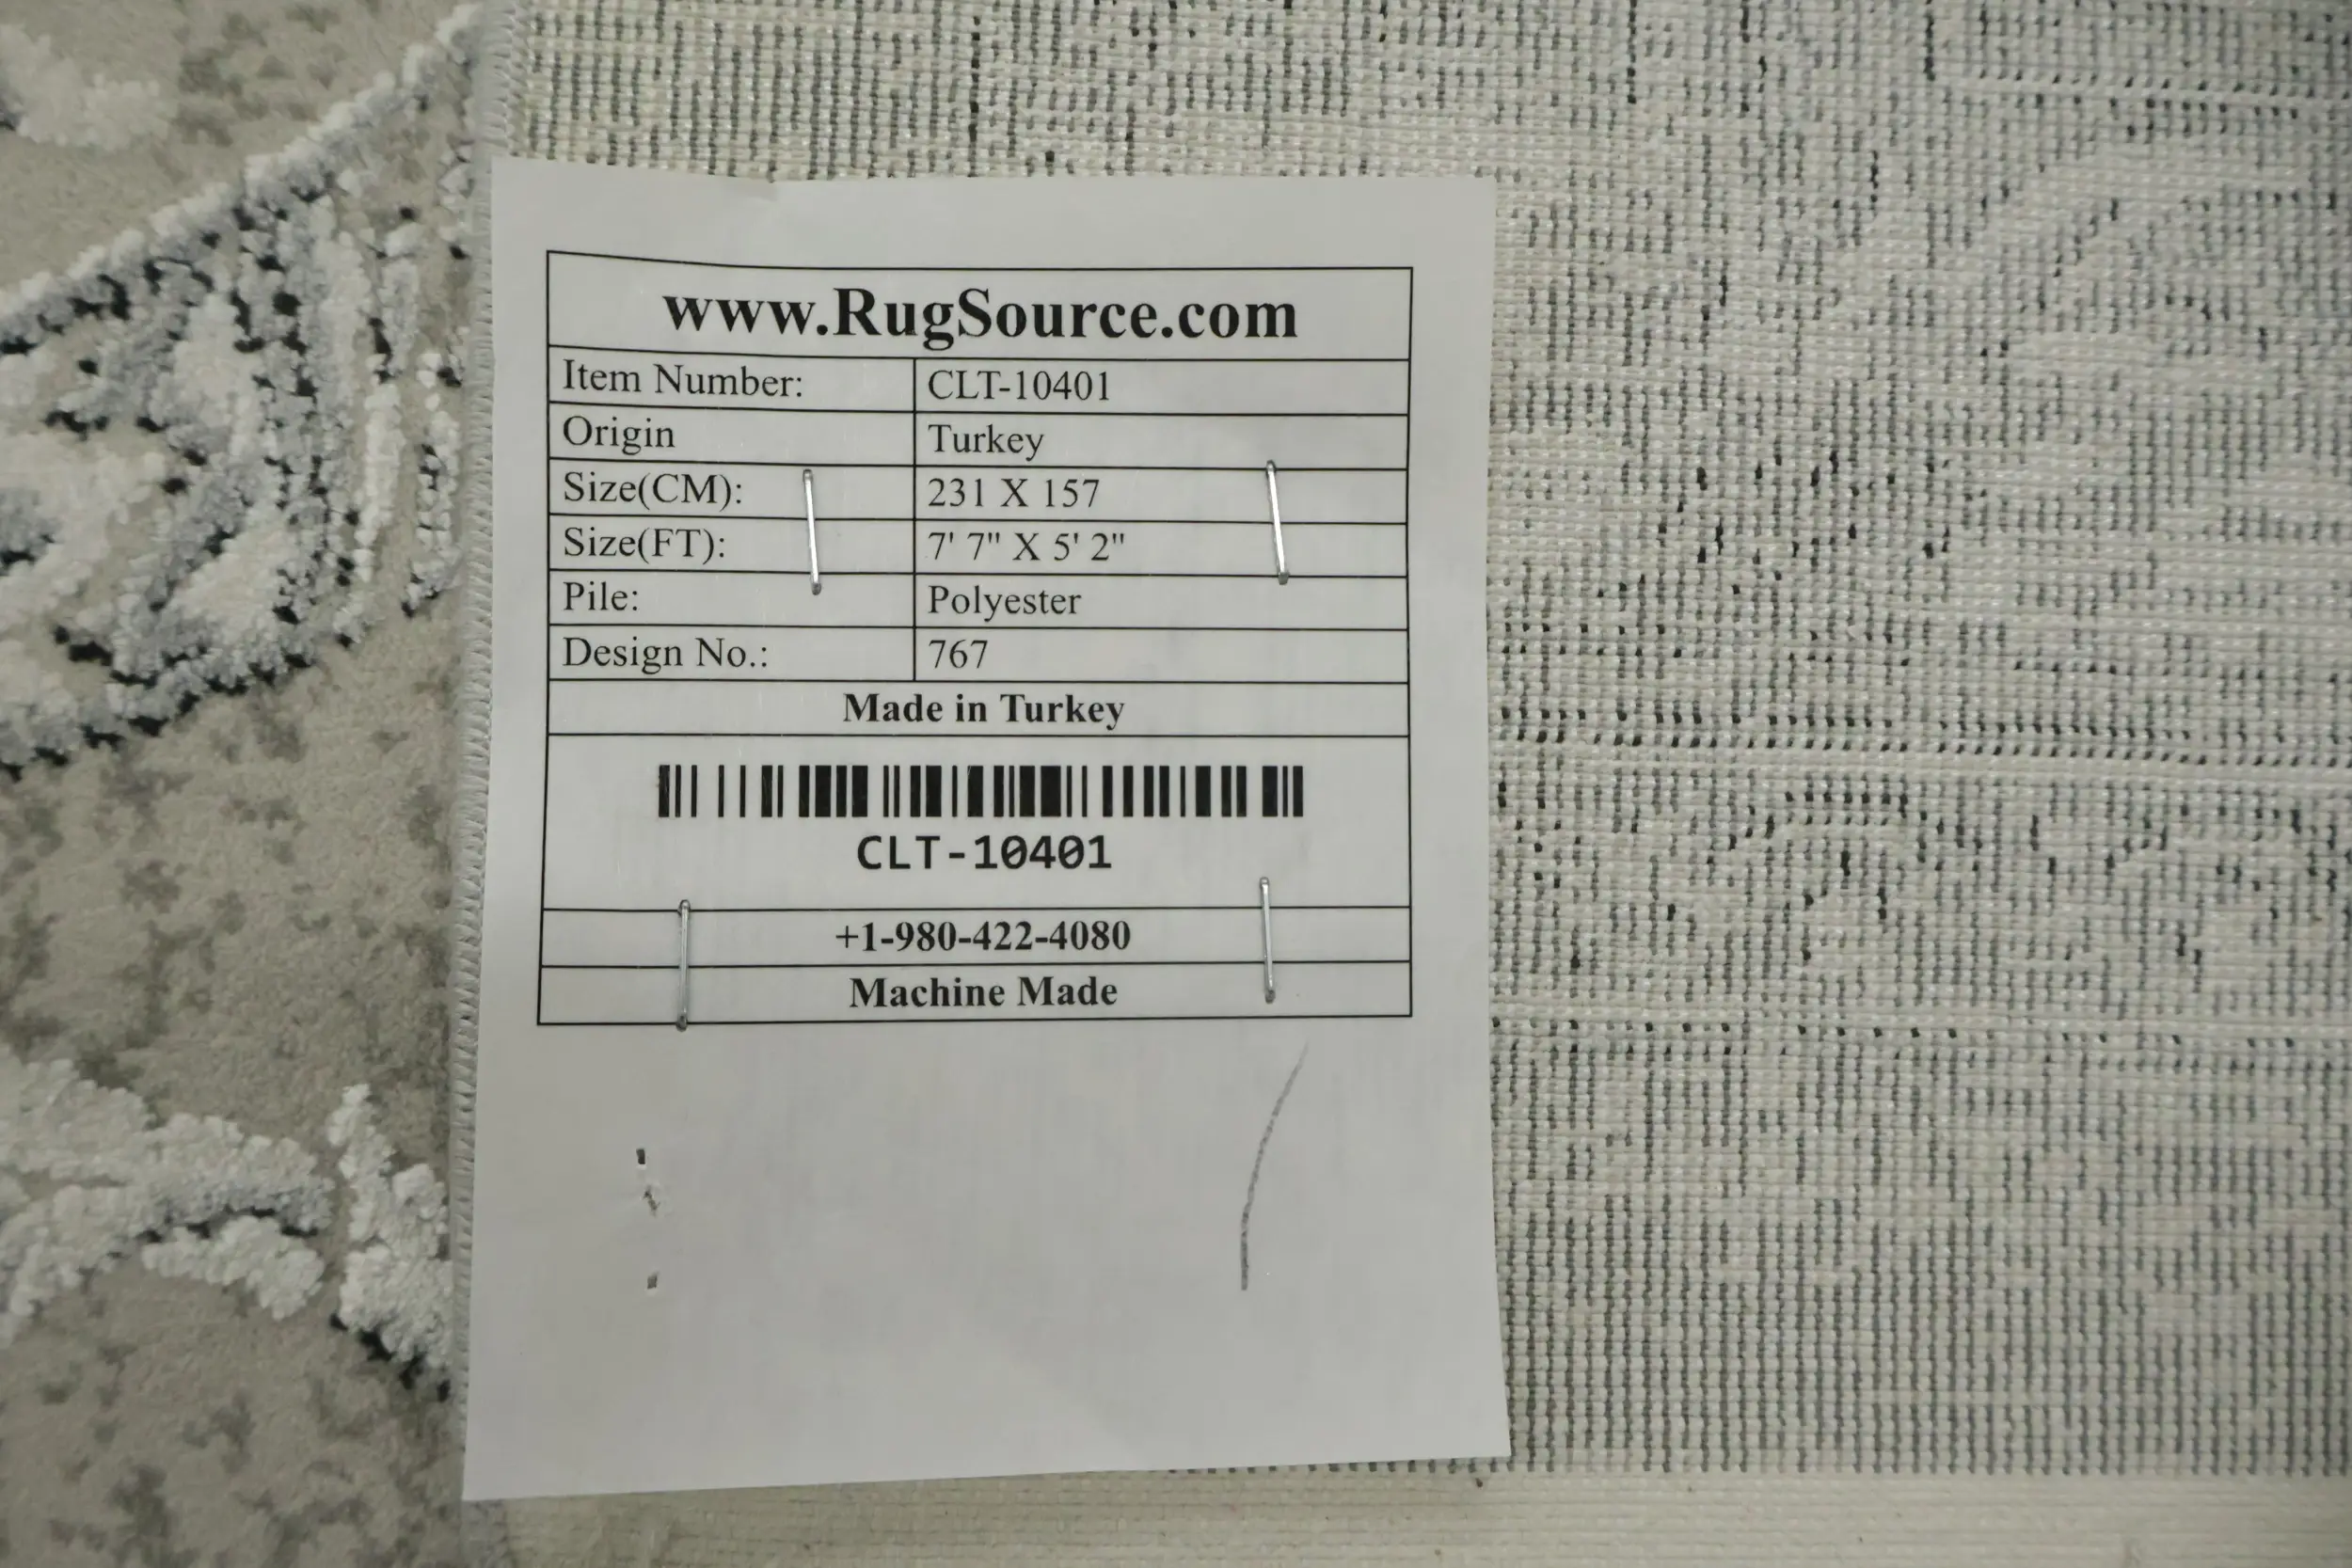 www.RugSource.com
Item Number: CLT-10401
Origin Turkey
Size(CM): 231 X 157
Size(FT): 7' 7" X 5' 2"
Pile: Polyester
Design No.: 767
Made in Turkey
CLT-10401
+1-980-422-4080
Machine Made